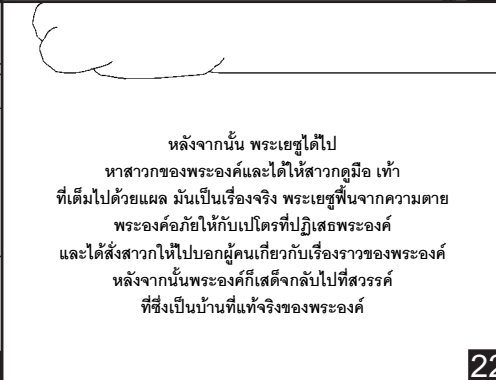 หลังจากนั้น พระเยซูได้ไป
หาสาวกของพระองค์และได้ให้สาวกดูมือ เท้า
ที่เต็มไปด้วยแผล มันเป็นเรื่องจริง พระเยซูฟื้นจากความตาย
พระองค์อภัยให้กับเปโตรที่ปฏิเสธพระองค์
และได้สั่งสาวกให้ไปบอกผู้คนเกี่ยวกับเรื่องราวของพระองค์
หลังจากนั้นพระองค์ก็เสด็จกลับไปที่สวรรค์
ที่ซึ่งเป็นบ้านที่แท้จริงของพระองค์
22